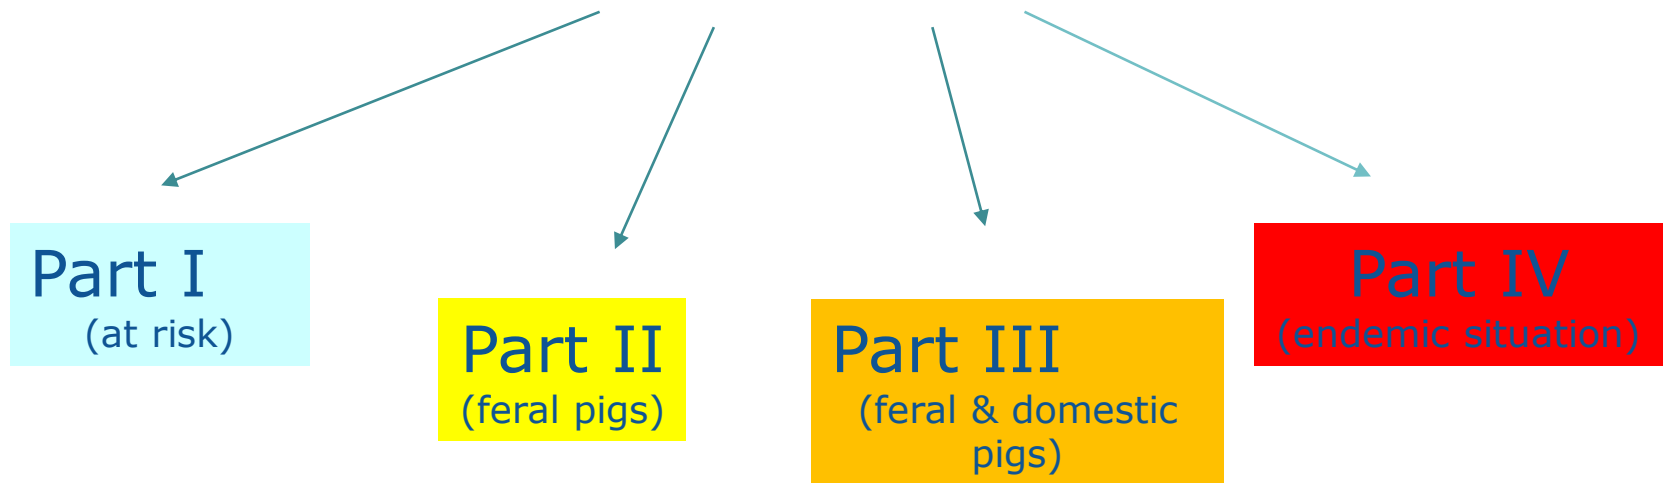 Part I
(at risk)
Part II
(feral pigs)
Part III
(feral & domestic
pigs)
Part IV
(endemic situation)